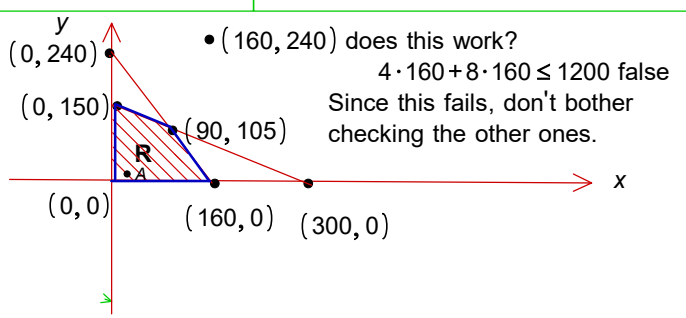 y
(0, 240)
(160, 240) does this work?
4·160+8·160 ≤ 1200 false
(0, 150)
Since this fails, don't bother
(90, 105)
checking the other ones.
R
A
x
(0, 0)
(160, 0)
(300, 0)